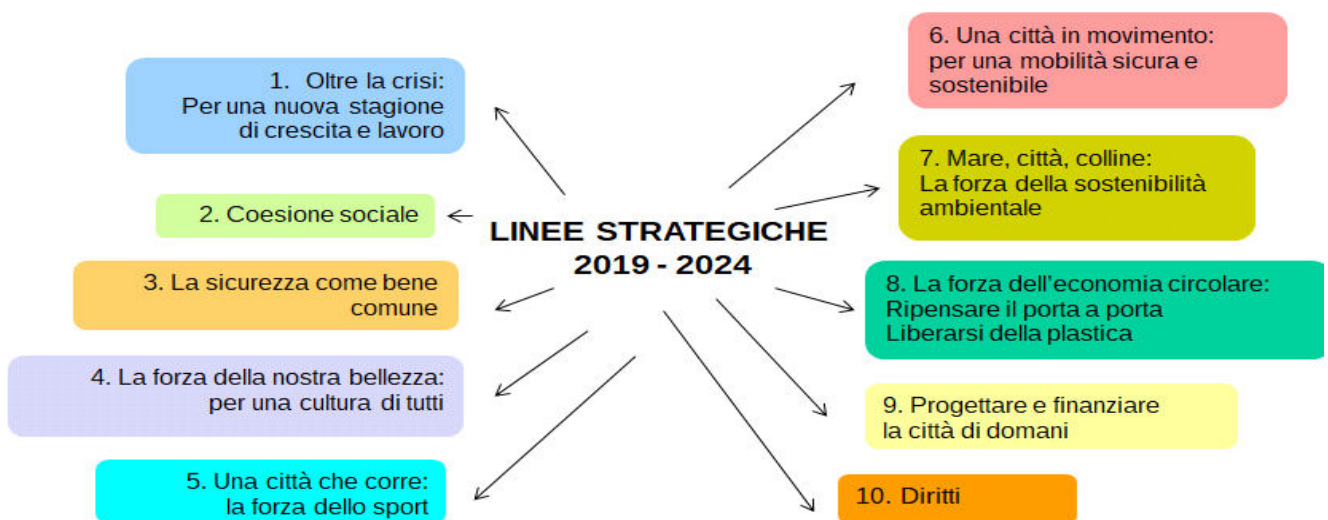 1. Oltre la crisi:
Per una nuova stagione
di crescita e lavoro
2. Coesione sociale
3. La sicurezza come bene
comune
4. La forza della nostra bellezza:
per una cultura di tutti
5. Una città che corre:
la forza dello sport
LINEE STRATEGICHE
2019 - 2024
6. Una città in movimento:
per una mobilità sicura e
sostenibile
7. Mare, città, colline:
La forza della sostenibilità
ambientale
8. La forza dell'economia circolare:
Ripensare il porta a porta
Liberarsi della plastica
9. Progettare e finanziare
la città di domani
10. Diritti